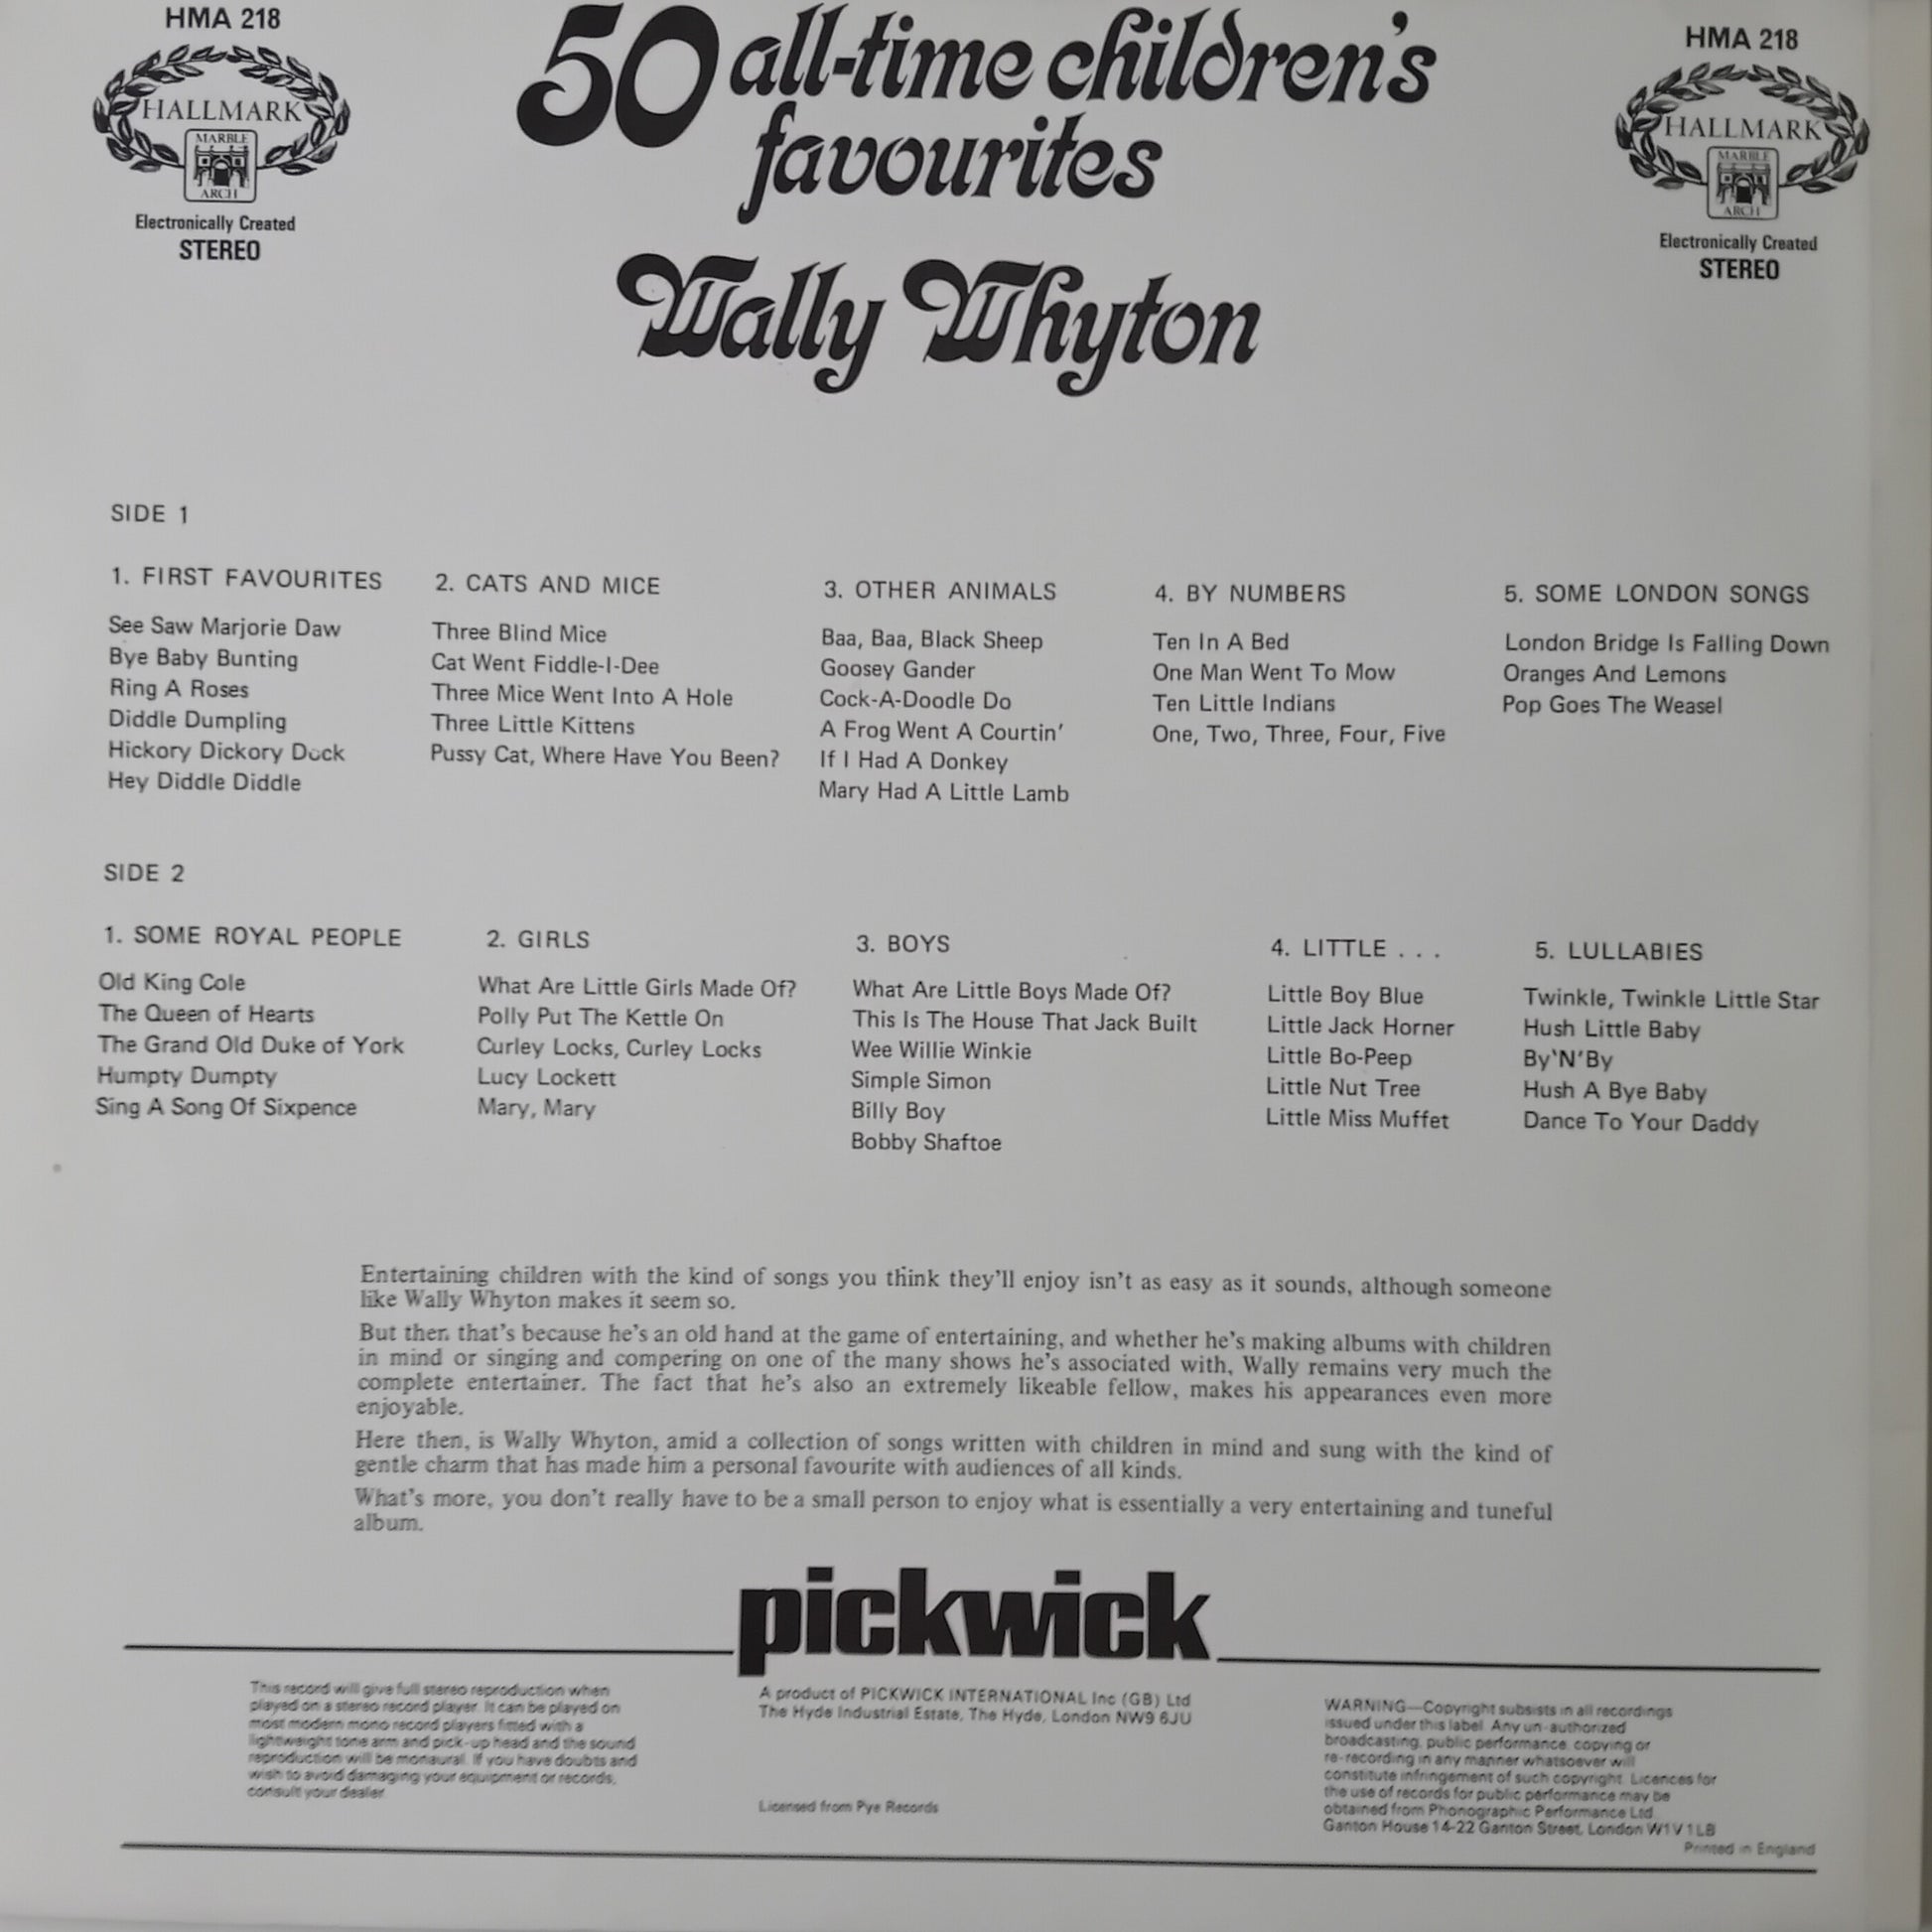 HMA 218
HALLMARK
MARBLE
ARCH
Electronically Created
STEREO
50 all-time children's
favourites
Wally Whyton
HMA 218
HALLMARK
MARBLE
ARCH
Electronically Created
STEREO
SIDE 1
1. FIRST FAVOURITES
See Saw Marjorie Daw
Bye Baby Bunting
Ring A Roses
Diddle Dumpling
Hickory Dickory Dock
Hey Diddle Diddle
2. CATS AND MICE
Three Blind Mice
Cat Went Fiddle-I-Dee
Three Mice Went Into A Hole
Three Little Kittens
Pussy Cat, Where Have You Been?
3. OTHER ANIMALS
Baa, Baa, Black Sheep
Goosey Gander
Cock-A-Doodle Do
A Frog Went A Courtin'
If I Had A Donkey
Mary Had A Little Lamb
4. BY NUMBERS
Ten In A Bed
One Man Went To Mow
Ten Little Indians
One, Two, Three, Four, Five
5. SOME LONDON SONGS
London Bridge Is Falling Down
Oranges And Lemons
Pop Goes The Weasel
SIDE 2
1. SOME ROYAL PEOPLE
Old King Cole
The Queen of Hearts
The Grand Old Duke of York
Humpty Dumpty
Sing A Song Of Sixpence
2. GIRLS
What Are Little Girls Made Of?
Polly Put The Kettle On
Curley Locks, Curley Locks
Lucy Lockett
Mary, Mary
3. BOYS
What Are Little Boys Made Of?
This Is The House That Jack Built
Wee Willie Winkie
Simple Simon
Billy Boy
Bobby Shaftoe
4. LITTLE . . .
Little Boy Blue
Little Jack Horner
Little Bo-Peep
Little Nut Tree
Little Miss Muffet
5. LULLABIES
Twinkle, Twinkle Little Star
Hush Little Baby
By'N'By
Hush A Bye Baby
Dance To Your Daddy
Entertaining children with the kind of songs you think they'll enjoy isn't as easy as it sounds, although someone
like Wally Whyton makes it seem so.
But then that's because he's an old hand at the game of entertaining, and whether he's making albums with children
in mind or singing and compering on one of the many shows he's associated with, Wally remains very much the
complete entertainer. The fact that he's also an extremely likeable fellow, makes his appearances even more
enjoyable.
Here then, is Wally Whyton, amid a collection of songs written with children in mind and sung with the kind of
gentle charm that has made him a personal favourite with audiences of all kinds.
What's more, you don't really have to be a small person to enjoy what is essentially a very entertaining and tuneful
album.
pickwick
This record will give full stereo reproduction when
played on a stereo record player. It can be played on
most modern mono record players fitted with a
lightweight tone arm and pick-up head and the sound
reproduction will be monaural. If you have doubts and
wish to avoid damaging your equipment or records,
consult your dealer.
A product of PICKWICK INTERNATIONAL Inc (GB) Ltd
The Hyde Industrial Estate, The Hyde, London NW9 6JU
Licensed from Pye Records
WARNING—Copyright subsists in all recordings
issued under this label. Any un-authorized
broadcasting, public performance, copying or
re-recording in any manner whatsoever will
constitute infringement of such copyright. Licences for
the use of records for public performance may be
obtained from Phonographic Performance Ltd.
Ganton House 14-22 Ganton Street, London W1V 1LB
Printed in England